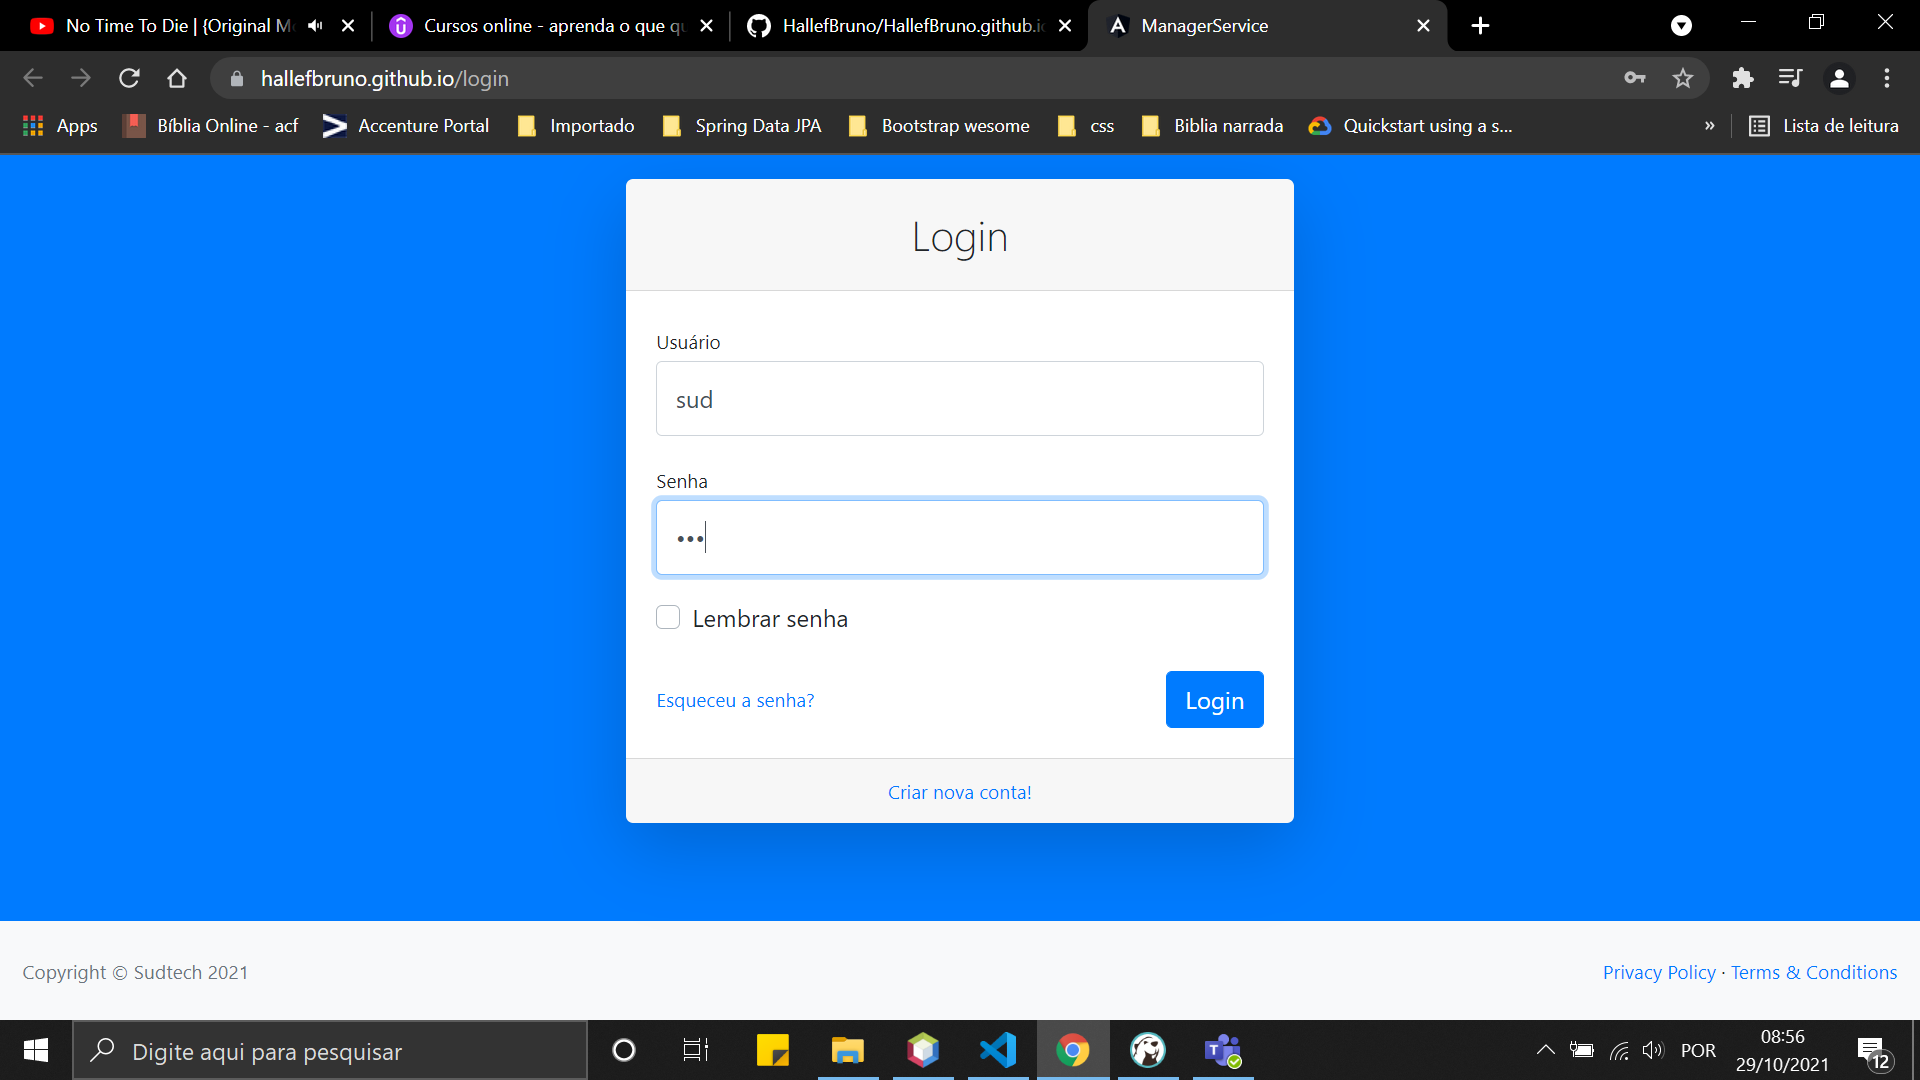 No Time To Die | {Original M
Cursos online - aprenda o que qu
HallefBruno/HallefBruno.github.io
ManagerService
hallefbruno.github.io/login
Apps
Bíblia Online - acf
Accenture Portal
Importado
Spring Data JPA
Bootstrap wesome
css
Biblia narrada
Quickstart using a s...
»
Lista de leitura
Login
Usuário
sud
Senha
•••
Lembrar senha
Esqueceu a senha?
Login
Criar nova conta!
Copyright © Sudtech 2021
Privacy Policy · Terms & Conditions
Digite aqui para pesquisar
POR
08:56
29/10/2021
12